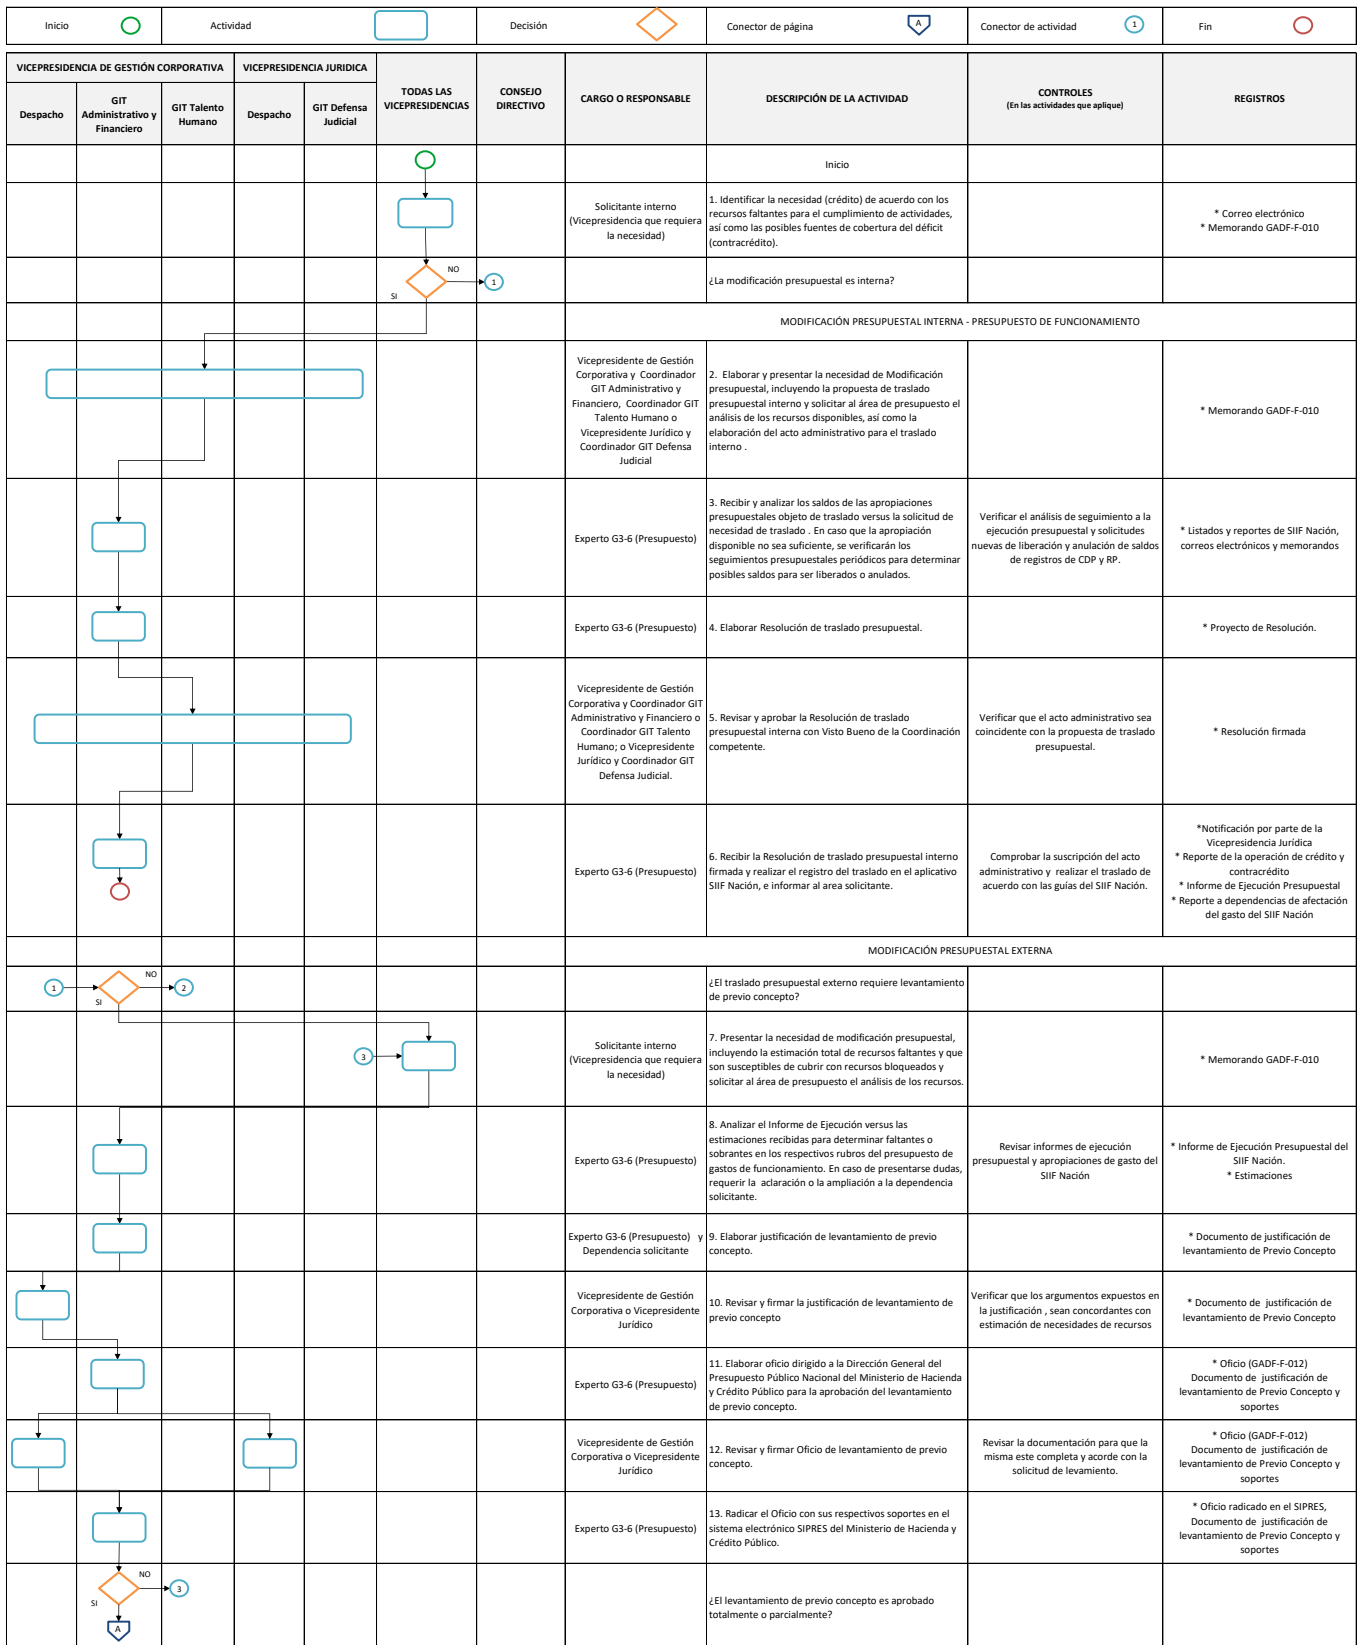 Inicio
Actividad
Decisión
Conector de página
A
Conector de actividad
1
Fin
VICEPRESIDENCIA DE GESTIÓN CORPORATIVA
VICEPRESIDENCIA JURIDICA
TODAS LAS
VICEPRESIDENCIAS
CONSEJO
DIRECTIVO
CARGO O RESPONSABLE
DESCRIPCIÓN DE LA ACTIVIDAD
CONTROLES
(En las actividades que aplique)
REGISTROS
Despacho
GIT
Administrativo y
Financiero
GIT Talento
Humano
Despacho
GIT Defensa
Judicial
Inicio
Solicitante interno
(Vicepresidencia que requiera
la necesidad)
1. Identificar la necesidad (crédito) de acuerdo con los
recursos faltantes para el cumplimiento de actividades,
así como las posibles fuentes de cobertura del déficit
(contracrédito).
* Correo electrónico
* Memorando GADF-F-010
NO
1
SI
¿La modificación presupuestal es interna?
MODIFICACIÓN PRESUPUESTAL INTERNA - PRESUPUESTO DE FUNCIONAMIENTO
Vicepresidente de Gestión
Corporativa y Coordinador
GIT Administrativo y
Financiero, Coordinador GIT
Talento Humano o
Vicepresidente Jurídico y
Coordinador GIT Defensa
Judicial
2. Elaborar y presentar la necesidad de Modificación
presupuestal, incluyendo la propuesta de traslado
presupuestal interno y solicitar al área de presupuesto el
análisis de los recursos disponibles, así como la
elaboración del acto administrativo para el traslado
interno .
* Memorando GADF-F-010
Experto G3-6 (Presupuesto)
3. Recibir y analizar los saldos de las apropiaciones
presupuestales objeto de traslado versus la solicitud de
necesidad de traslado . En caso que la apropiación
disponible no sea suficiente, se verificarán los
seguimientos presupuestales periódicos para determinar
posibles saldos para ser liberados o anulados.
Verificar el análisis de seguimiento a la
ejecución presupuestal y solicitudes
nuevas de liberación y anulación de saldos
de registros de CDP y RP.
* Listados y reportes de SIIF Nación,
correos electrónicos y memorandos
Experto G3-6 (Presupuesto)
4. Elaborar Resolución de traslado presupuestal.
* Proyecto de Resolución.
Vicepresidente de Gestión
Corporativa y Coordinador GIT
Administrativo y Financiero o
Coordinador GIT Talento
Humano; o Vicepresidente
Jurídico y Coordinador GIT
Defensa Judicial.
5. Revisar y aprobar la Resolución de traslado
presupuestal interna con Visto Bueno de la Coordinación
competente.
Verificar que el acto administrativo sea
coincidente con la propuesta de traslado
presupuestal.
* Resolución firmada
Experto G3-6 (Presupuesto)
6. Recibir la Resolución de traslado presupuestal interno
firmada y realizar el registro del traslado en el aplicativo
SIIF Nación, e informar al area solicitante.
Comprobar la suscripción del acto
administrativo y realizar el traslado de
acuerdo con las guías del SIIF Nación.
*Notificación por parte de la
Vicepresidencia Jurídica
* Reporte de la operación de crédito y
contracrédito
* Informe de Ejecución Presupuestal
* Reporte a dependencias de afectación
del gasto del SIIF Nación
MODIFICACIÓN PRESUPUESTAL EXTERNA
1
NO
2
SI
¿El traslado presupuestal externo requiere levantamiento
de previo concepto?
3
Solicitante interno
(Vicepresidencia que requiera
la necesidad)
7. Presentar la necesidad de modificación presupuestal,
incluyendo la estimación total de recursos faltantes y que
son susceptibles de cubrir con recursos bloqueados y
solicitar al área de presupuesto el análisis de los recursos.
* Memorando GADF-F-010
Experto G3-6 (Presupuesto)
8. Analizar el Informe de Ejecución versus las
estimaciones recibidas para determinar faltantes o
sobrantes en los respectivos rubros del presupuesto de
gastos de funcionamiento. En caso de presentarse dudas,
requerir la aclaración o la ampliación a la dependencia
solicitante.
Revisar informes de ejecución
presupuestal y apropiaciones de gasto del
SIIF Nación
* Informe de Ejecución Presupuestal del
SIIF Nación.
* Estimaciones
Experto G3-6 (Presupuesto) y
Dependencia solicitante
9. Elaborar justificación de levantamiento de previo
concepto.
* Documento de justificación de
levantamiento de Previo Concepto
Vicepresidente de Gestión
Corporativa o Vicepresidente
Jurídico
10. Revisar y firmar la justificación de levantamiento de
previo concepto
Verificar que los argumentos expuestos en
la justificación , sean concordantes con
estimación de necesidades de recursos
* Documento de justificación de
levantamiento de Previo Concepto
Experto G3-6 (Presupuesto)
11. Elaborar oficio dirigido a la Dirección General del
Presupuesto Público Nacional del Ministerio de Hacienda
y Crédito Público para la aprobación del levantamiento
de previo concepto.
* Oficio (GADF-F-012)
Documento de justificación de
levantamiento de Previo Concepto y
soportes
Vicepresidente de Gestión
Corporativa o Vicepresidente
Jurídico
12. Revisar y firmar Oficio de levantamiento de previo
concepto.
Revisar la documentación para que la
misma este completa y acorde con la
solicitud de levamiento.
* Oficio (GADF-F-012)
Documento de justificación de
levantamiento de Previo Concepto y
soportes
Experto G3-6 (Presupuesto)
13. Radicar el Oficio con sus respectivos soportes en el
sistema electrónico SIPRES del Ministerio de Hacienda y
Crédito Público.
* Oficio radicado en el SIPRES,
Documento de justificación de
levantamiento de Previo Concepto y
soportes
NO
3
SI
A
¿El levantamiento de previo concepto es aprobado
totalmente o parcialmente?